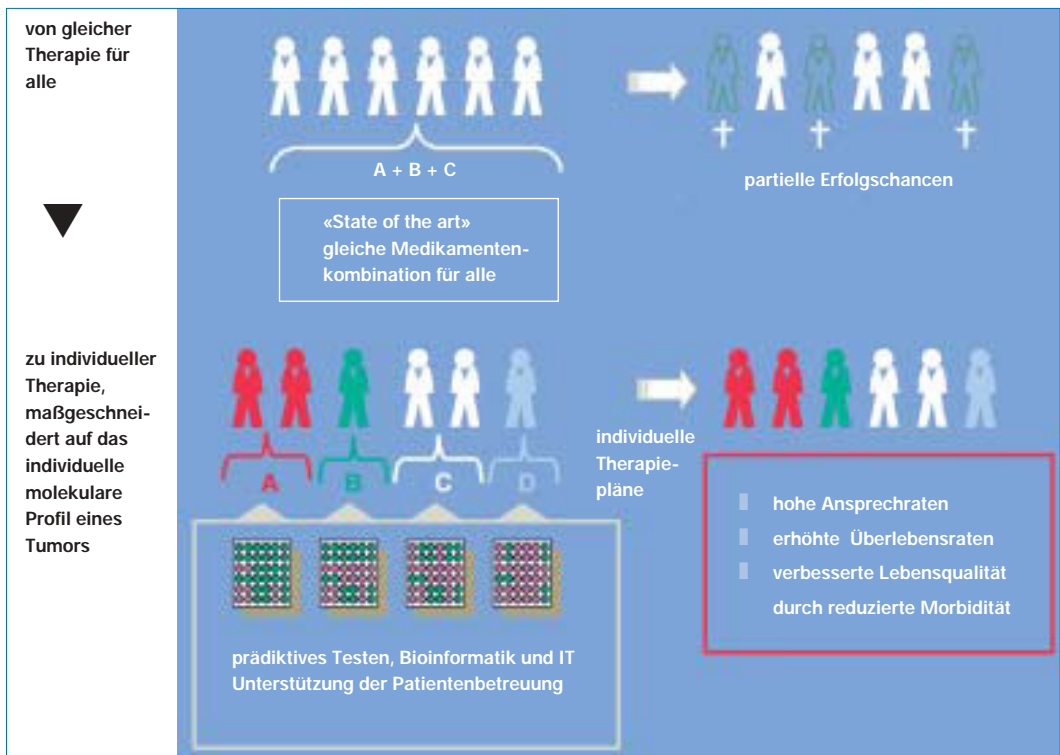 von gleicher
Therapie für
alle
A + B + C
«State of the art»
gleiche Medikamenten-
kombination für alle
partielle Erfolgschancen
zu individueller
Therapie,
maßgeschnei-
dert auf das
individuelle
molekulare
Profil eines
Tumors
A B C D
individuelle
Therapie-
pläne
prädiktives Testen, Bioinformatik und IT
Unterstützung der Patientenbetreuung
hohe Ansprechraten
erhöhte Überlebensraten
verbesserte Lebensqualität
durch reduzierte Morbidität